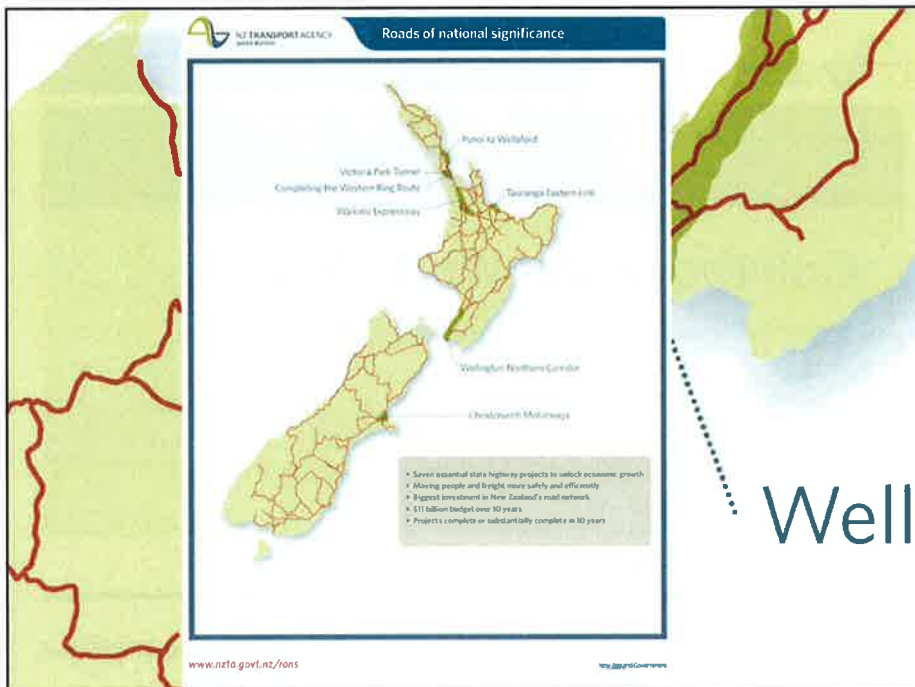 NZ TRANSPORT AGENCY
Roads of national significance
Puhoi to Wellsford
Victoria Park Tunnel
Completing the Western Ring Route
Tauranga Eastern Link
Waikato Expressway
Wellington Northern Corridor
Christchurch Motorways
Well
▸ Seven essential state highway projects to unlock economic growth
▸ Moving people and freight more safely and efficiently
▸ Biggest investment in New Zealand's road network
▸ $11 billion budget over 10 years
▸ Projects complete or substantially complete in 10 years
www.nzta.govt.nz/rons
New Zealand Government